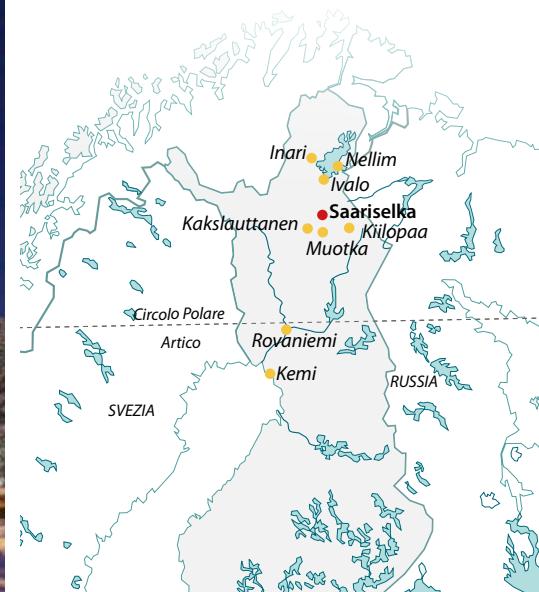 Inari
Nellim
Ivalo
Saariselka
Kakslauttanen
Kiilopaa
Muotka
Circolo Polare
Artico
Rovaniemi
Kemi
RUSSIA
SVEZIA